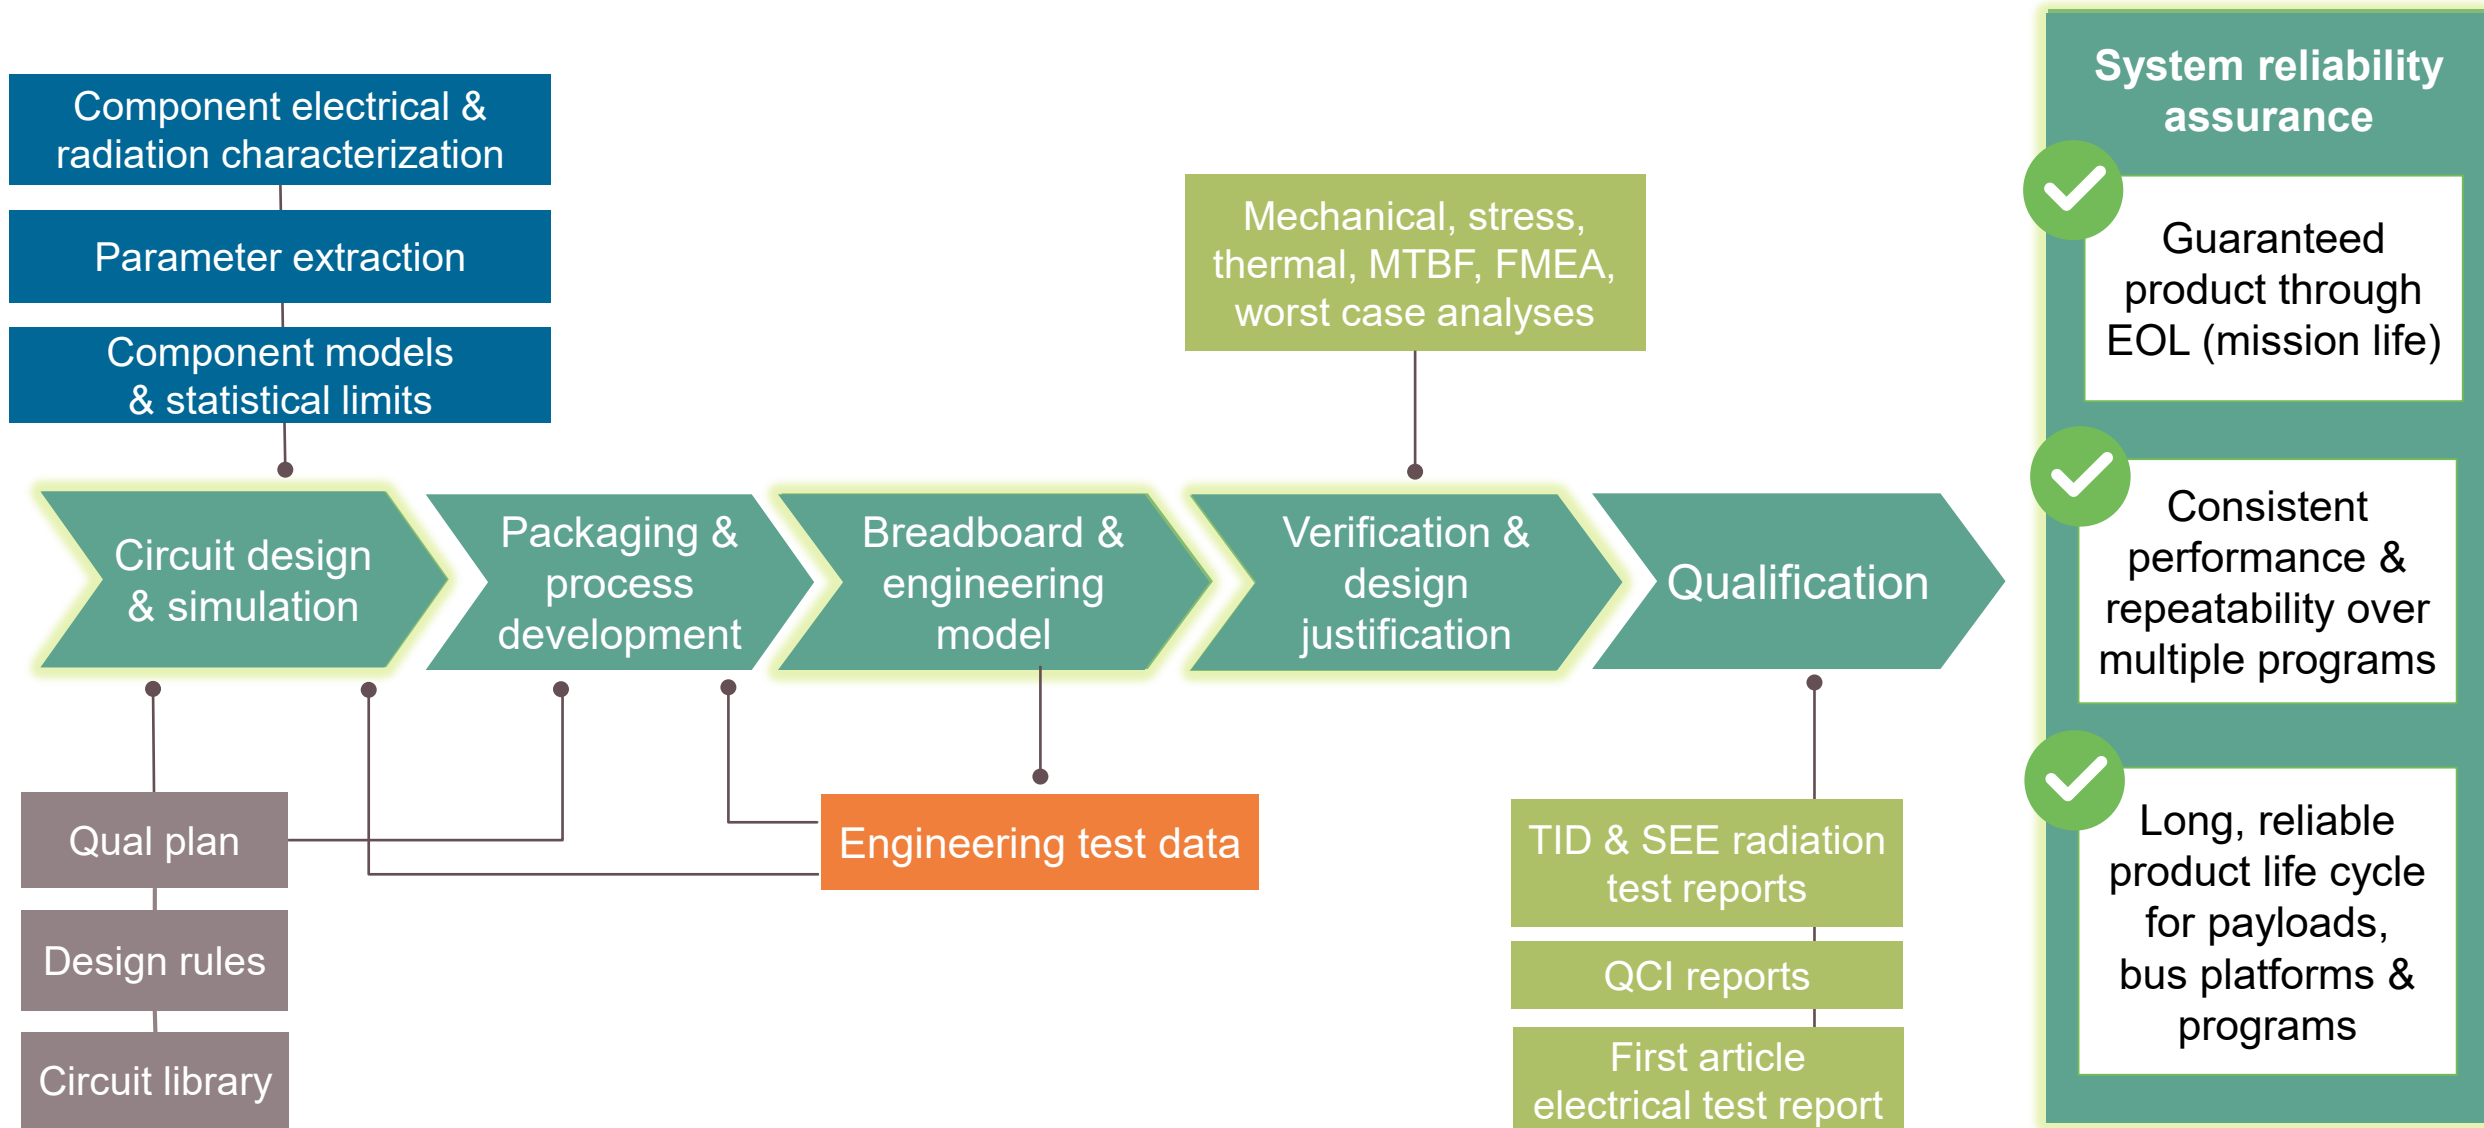 Component electrical &
radiation characterization
Parameter extraction
Component models
& statistical limits
Mechanical, stress,
thermal, MTBF, FMEA,
worst case analyses
Circuit design
& simulation
Packaging &
process
development
Breadboard &
engineering
model
Verification &
design
justification
Qualification
Qual plan
Design rules
Circuit library
Engineering test data
TID & SEE radiation
test reports
QCI reports
First article
electrical test report
System reliability
assurance
Guaranteed
product through
EOL (mission life)
Consistent
performance &
repeatability over
multiple programs
Long, reliable
product life cycle
for payloads,
bus platforms &
programs